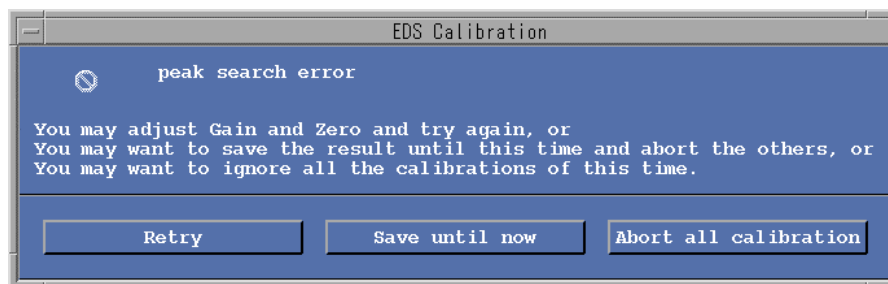 EDS Calibration
peak search error
You may adjust Gain and Zero and try again, or
You may want to save the result until this time and abort the others, or
You may want to ignore all the calibrations of this time.
Retry
Save until now
Abort all calibration